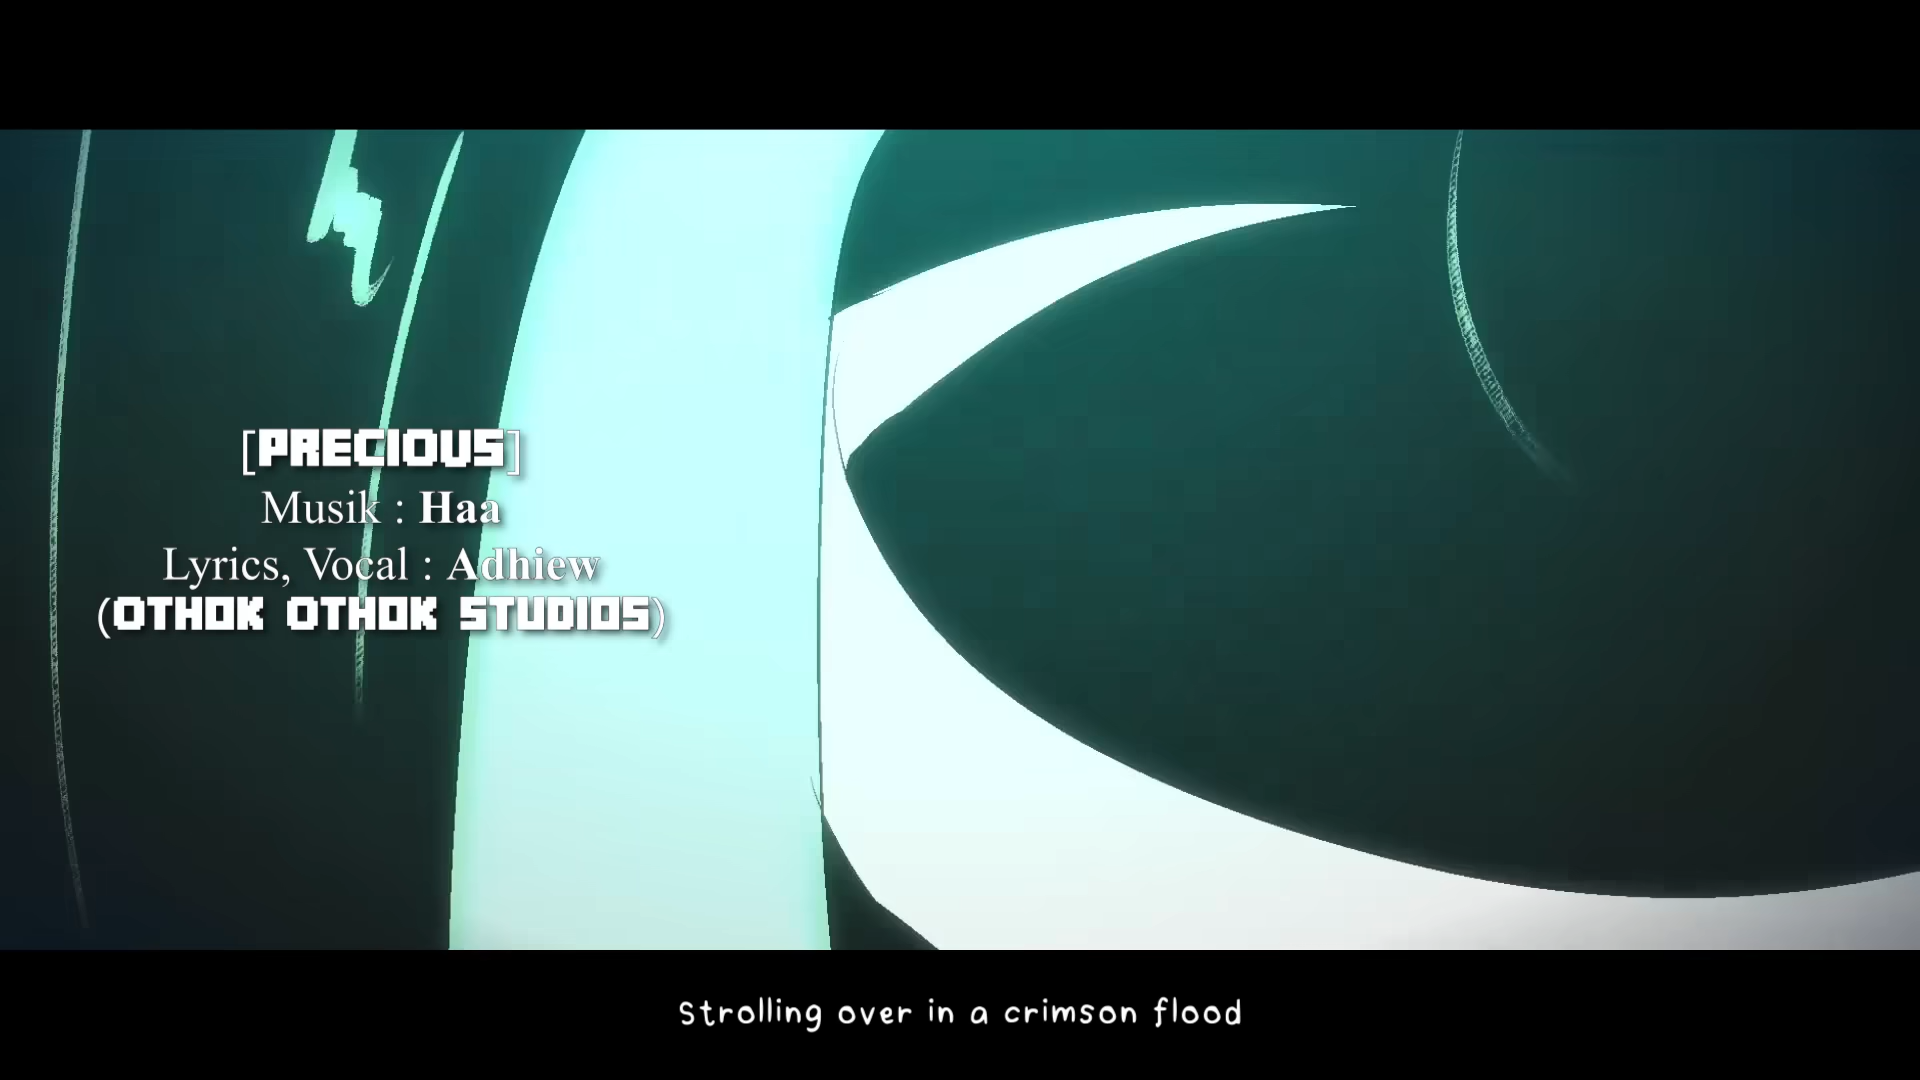 [PRECIOUS]
Musik : Haa
Lyrics, Vocal : Adhiew
(OTHOK OTHOK STUDIOS)
Strolling over in a crimson flood